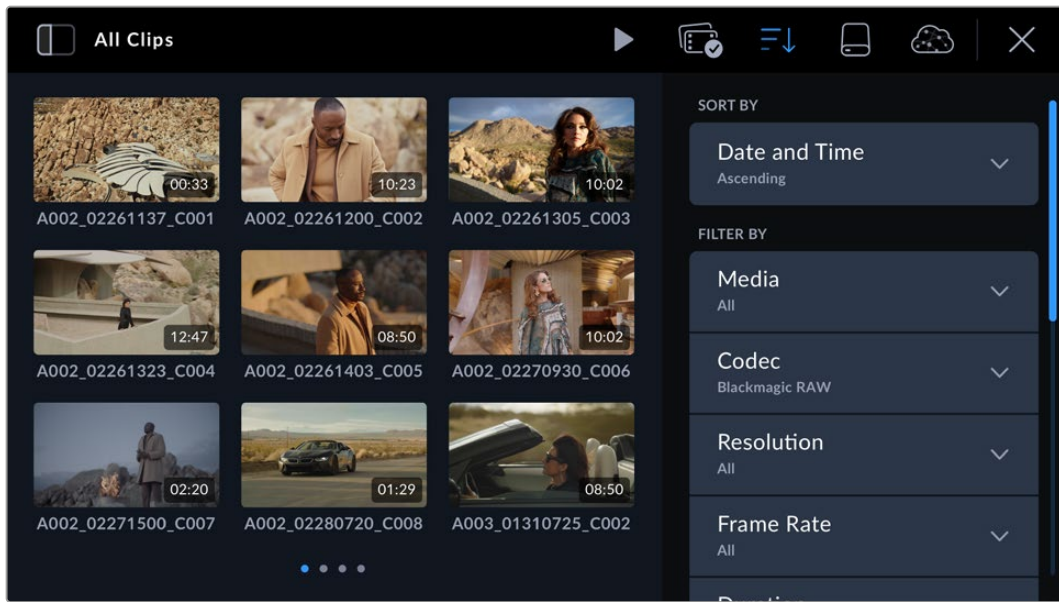 All Clips
00:33
10:23
10:02
A002_02261137_C001
A002_02261200_C002
A002_02261305_C003
12:47
08:50
10:02
A002_02261323_C004
A002_02261403_C005
A002_02270930_C006
02:20
01:29
08:50
A002_02271500_C007
A002_02280720_C008
A003_01310725_C002
SORT BY
Date and Time
Ascending
FILTER BY
Media
All
Codec
Blackmagic RAW
Resolution
All
Frame Rate
All